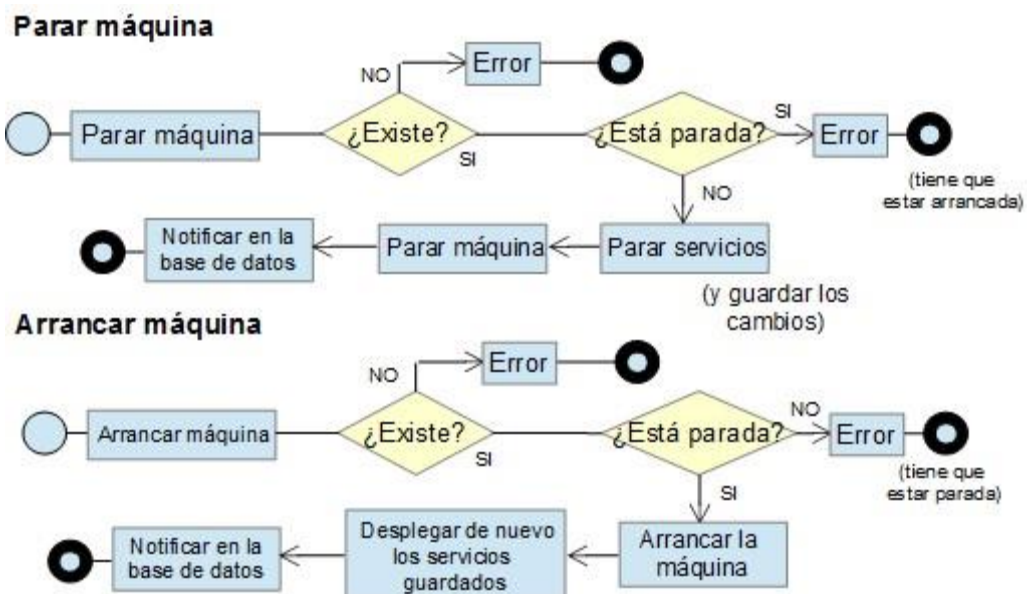 Parar máquina
NO
Error
Parar máquina
¿Existe?
SI
¿Está parada?
SI
Error
(tiene que
estar arrancada)
NO
Notificar en la
base de datos
Parar máquina
Parar servicios
(y guardar los
cambios)
Arrancar máquina
NO
Error
Arrancar máquina
¿Existe?
SI
¿Está parada?
NO
Error
(tiene que
estar parada)
SI
Notificar en la
base de datos
Desplegar de nuevo
los servicios
guardados
Arrancar la
máquina